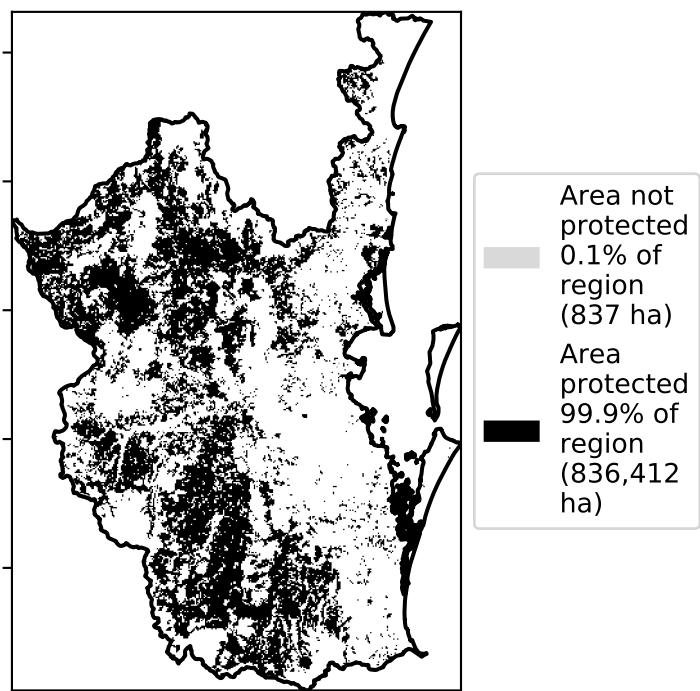 Area not
protected
0.1% of
region
(837 ha)
Area
protected
99.9% of
region
(836,412
ha)